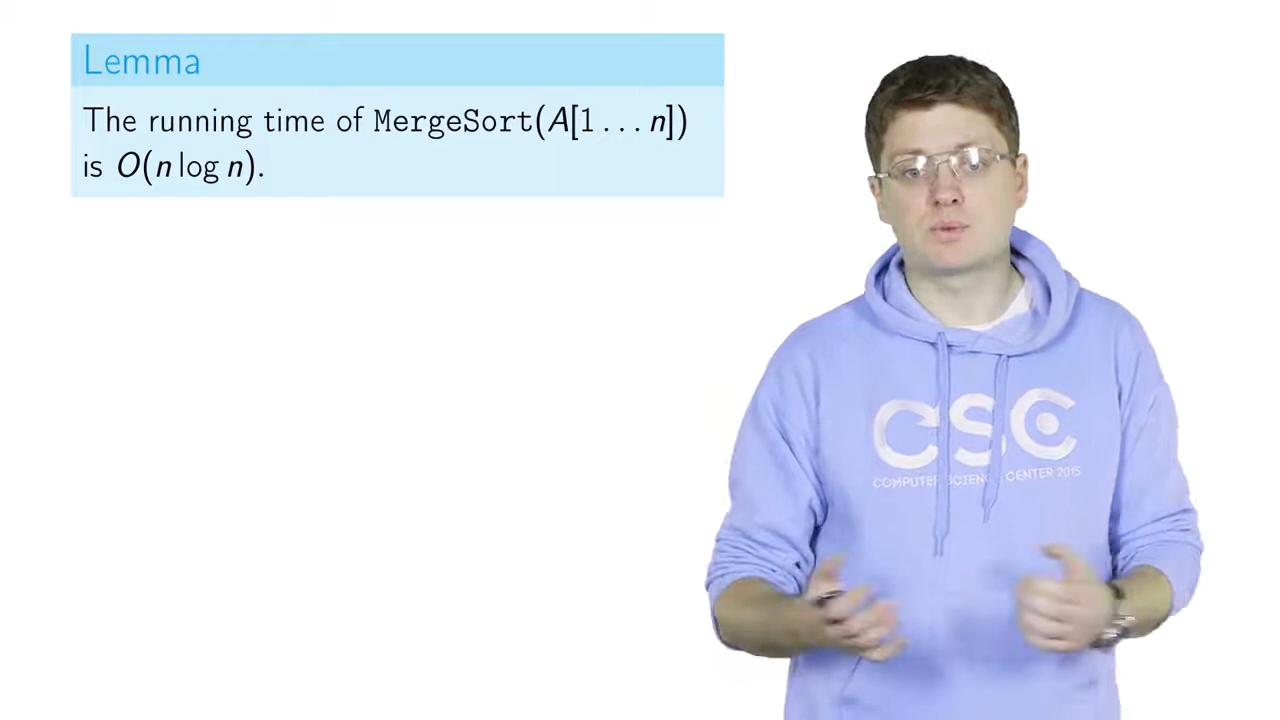 Lemma
The running time of MergeSort(A[1 … n])
is O(n log n).
CSC
COMPUTER SCIENCE CENTER 2015